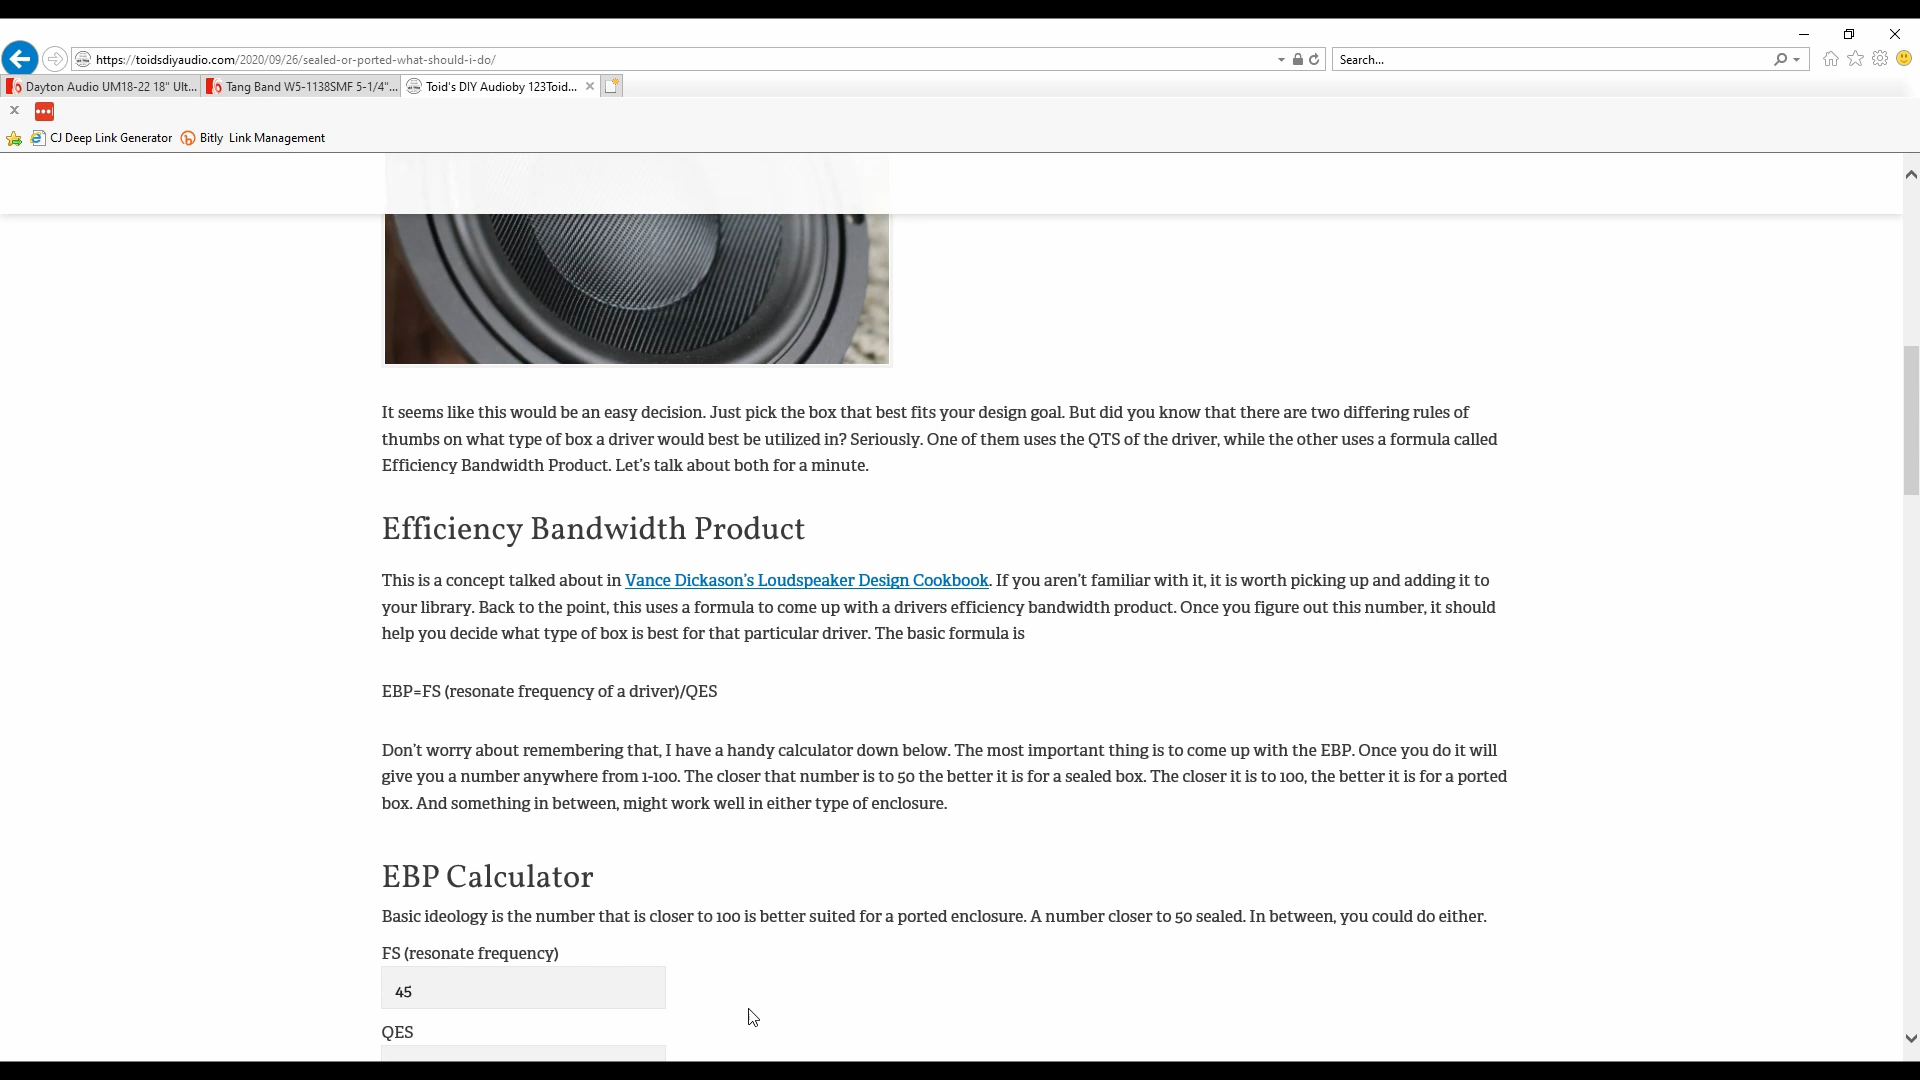 https://toidsdiyaudio.com/2020/09/26/sealed-or-ported-what-should-i-do/
Search...
Dayton Audio UM18-22 18" Ult...
Tang Band W5-1138SMF 5-1/4"...
Toid's DIY Audioby 123Toid...
CJ Deep Link Generator
Bitly Link Management
It seems like this would be an easy decision. Just pick the box that best fits your design goal. But did you know that there are two differing rules of
thumbs on what type of box a driver would best be utilized in? Seriously. One of them uses the QTS of the driver, while the other uses a formula called
Efficiency Bandwidth Product. Let's talk about both for a minute.
Efficiency Bandwidth Product
This is a concept talked about in Vance Dickason's Loudspeaker Design Cookbook. If you aren't familiar with it, it is worth picking up and adding it to
your library. Back to the point, this uses a formula to come up with a drivers efficiency bandwidth product. Once you figure out this number, it should
help you decide what type of box is best for that particular driver. The basic formula is
EBP=FS (resonate frequency of a driver)/QES
Don't worry about remembering that, I have a handy calculator down below. The most important thing is to come up with the EBP. Once you do it will
give you a number anywhere from 1-100. The closer that number is to 50 the better it is for a sealed box. The closer it is to 100, the better it is for a ported
box. And something in between, might work well in either type of enclosure.
EBP Calculator
Basic ideology is the number that is closer to 100 is better suited for a ported enclosure. A number closer to 50 sealed. In between, you could do either.
FS (resonate frequency)
45
QES